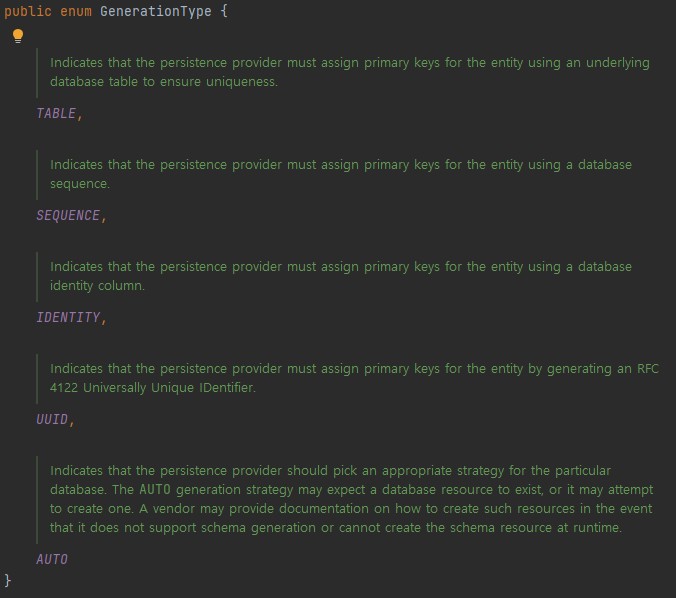 public enum GenerationType {
Indicates that the persistence provider must assign primary keys for the entity using an underlying
database table to ensure uniqueness.
TABLE,
Indicates that the persistence provider must assign primary keys for the entity using a database
sequence.
SEQUENCE,
Indicates that the persistence provider must assign primary keys for the entity using a database
identity column.
IDENTITY,
Indicates that the persistence provider must assign primary keys for the entity by generating an RFC
4122 Universally Unique IDentifier.
UUID,
Indicates that the persistence provider should pick an appropriate strategy for the particular
database. The AUTO generation strategy may expect a database resource to exist, or it may attempt
to create one. A vendor may provide documentation on how to create such resources in the event
that it does not support schema generation or cannot create the schema resource at runtime.
AUTO
}